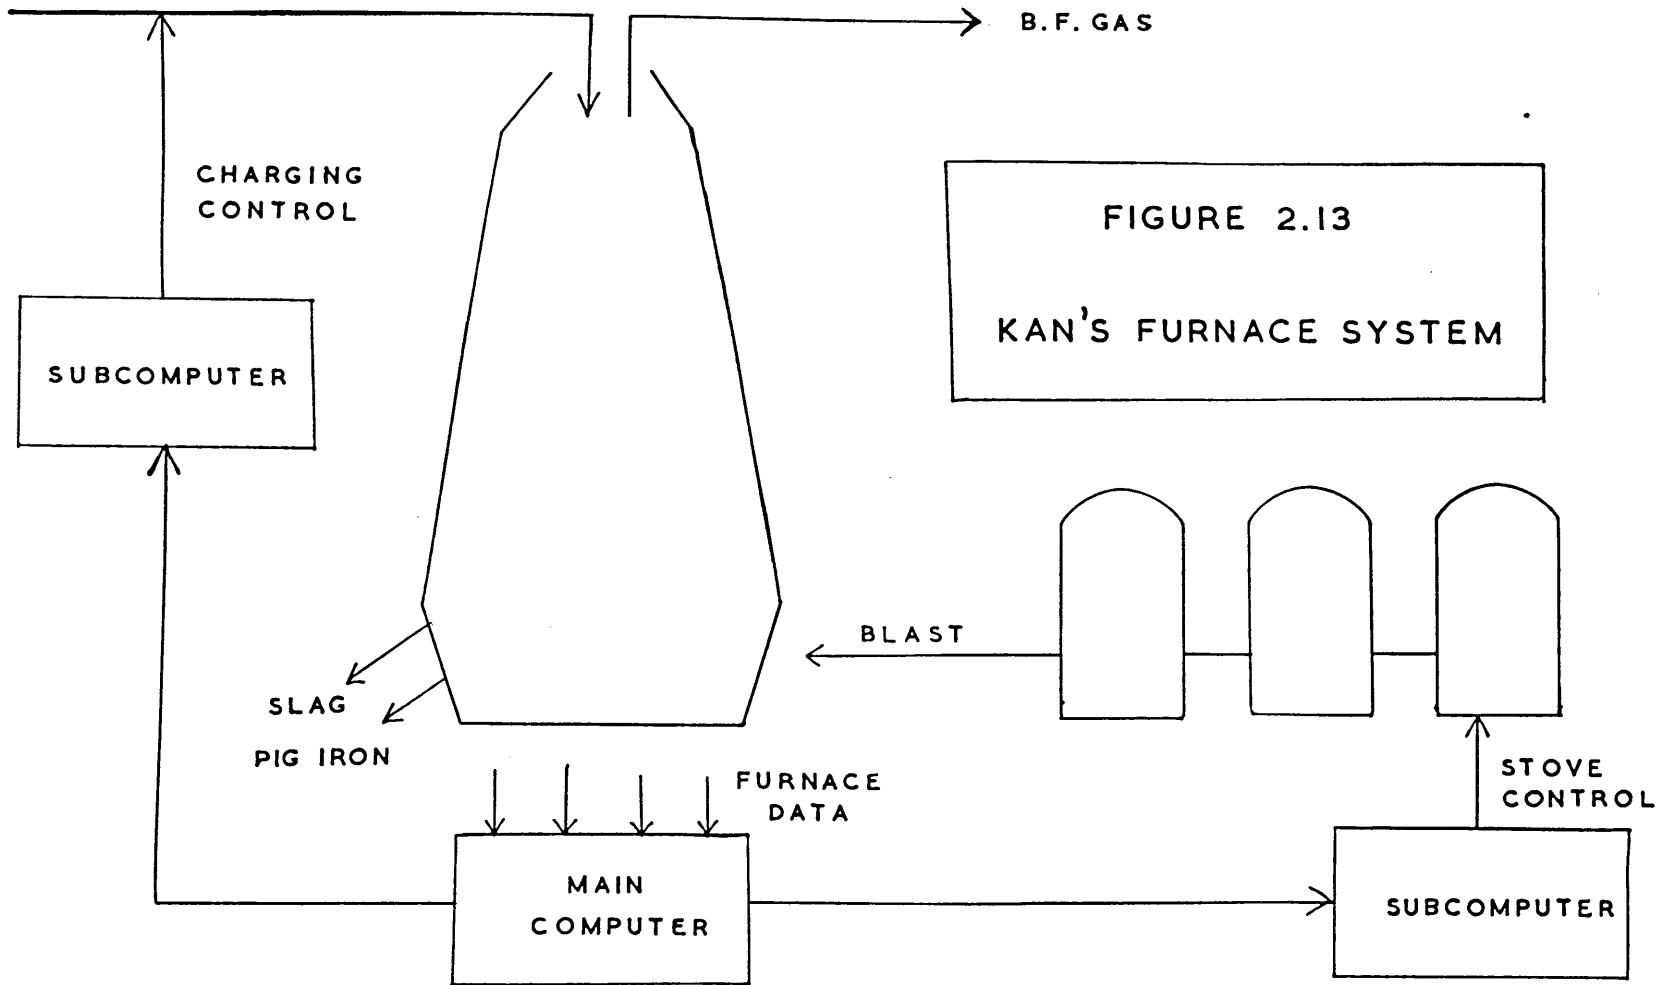 B.F. GAS
CHARGING
CONTROL
FIGURE 2.13
KAN'S FURNACE SYSTEM
SUBCOMPUTER
BLAST
SLAG
PIG IRON
FURNACE
DATA
STOVE
CONTROL
MAIN
COMPUTER
SUBCOMPUTER